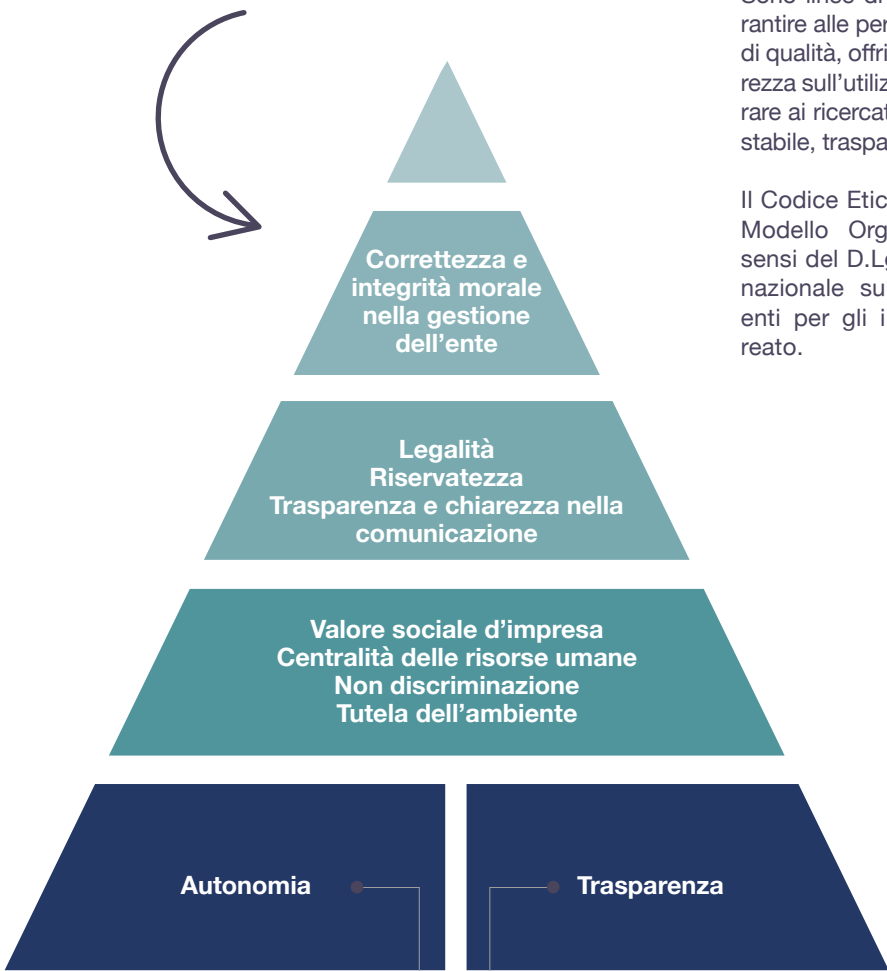 rantire alle per
di qualità, offri
rezza sull'utiliz
rare ai ricercat
stabile, traspa
Il Codice Etic
Modello Org
sensi del D.Lg
nazionale su
enti per gli i
reato.
Correttezza e
integrità morale
nella gestione
dell'ente
Legalità
Riservatezza
Trasparenza e chiarezza nella
comunicazione
Valore sociale d'impresa
Centralità delle risorse umane
Non discriminazione
Tutela dell'ambiente
Autonomia
Trasparenza